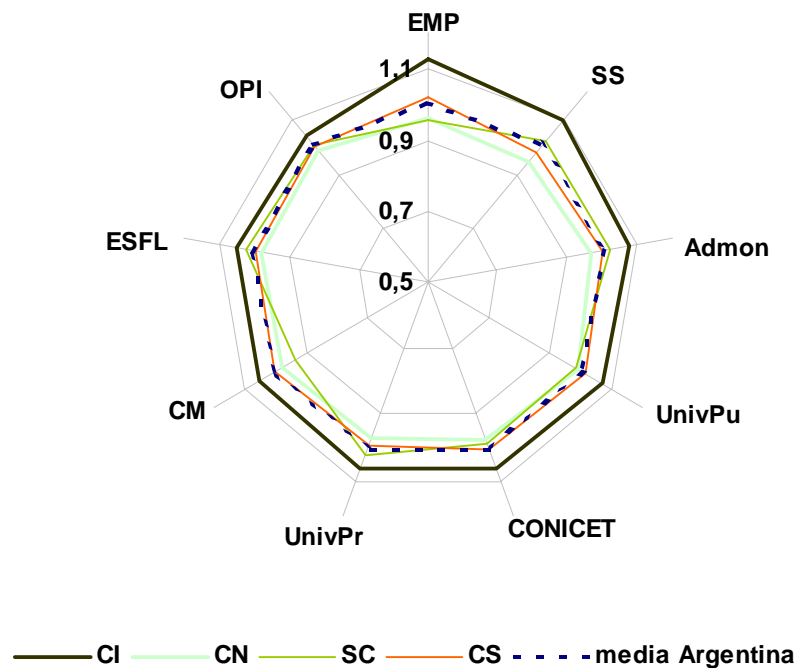 EMP
1,1
SS
OPI
0,9
0,7
ESFL
Admon
0,5
CM
UnivPu
UnivPr
CONICET
CI CN SC CS media Argentina